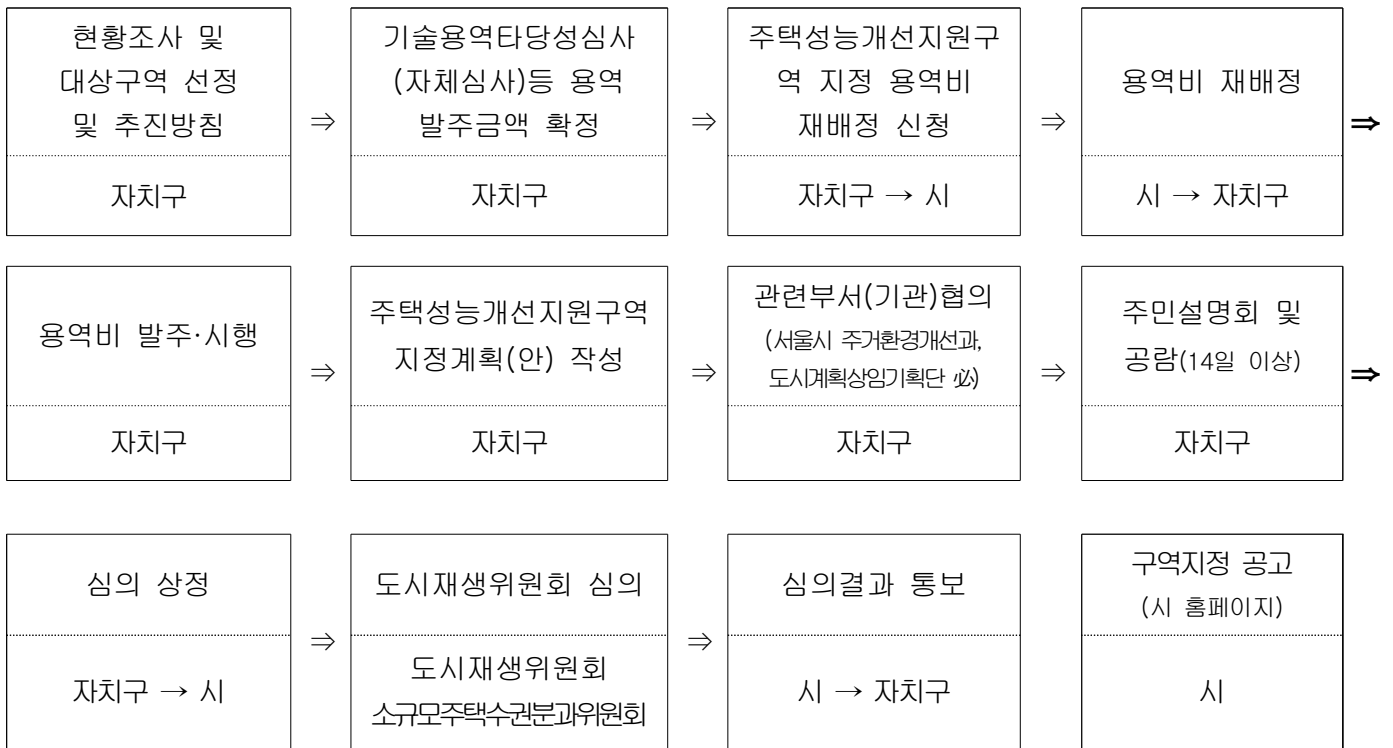 현황조사 및
대상구역 선정
및 추진방침
자치구
⇒
기술용역타당성심사
(자체심사)등 용역
발주금액 확정
자치구
⇒
주택성능개선지원구
역 지정 용역비
재배정 신청
자치구 → 시
⇒
용역비 재배정
시 → 자치구
⇒
용역비 발주·시행
자치구
⇒
주택성능개선지원구역
지정계획(안) 작성
자치구
⇒
관련부서(기관)협의
(서울시 주거환경개선과,
도시계획상임기획단 必)
자치구
⇒
주민설명회 및
공람(14일 이상)
자치구
⇒
심의 상정
자치구 → 시
⇒
도시재생위원회 심의
도시재생위원회
소규모주택수권분과위원회
⇒
심의결과 통보
시 → 자치구
구역지정 공고
(시 홈페이지)
시